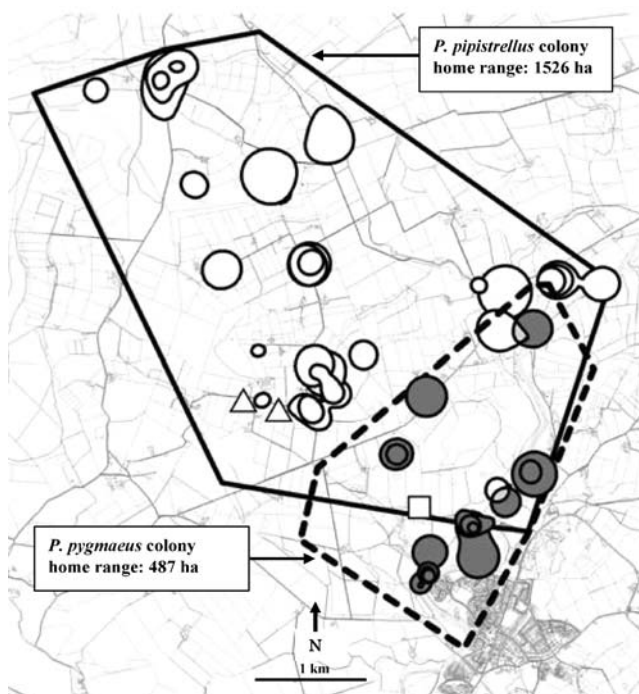 P. pipistrellus colony
home range: 1526 ha
P. pygmaeus colony
home range: 487 ha
N
1 km